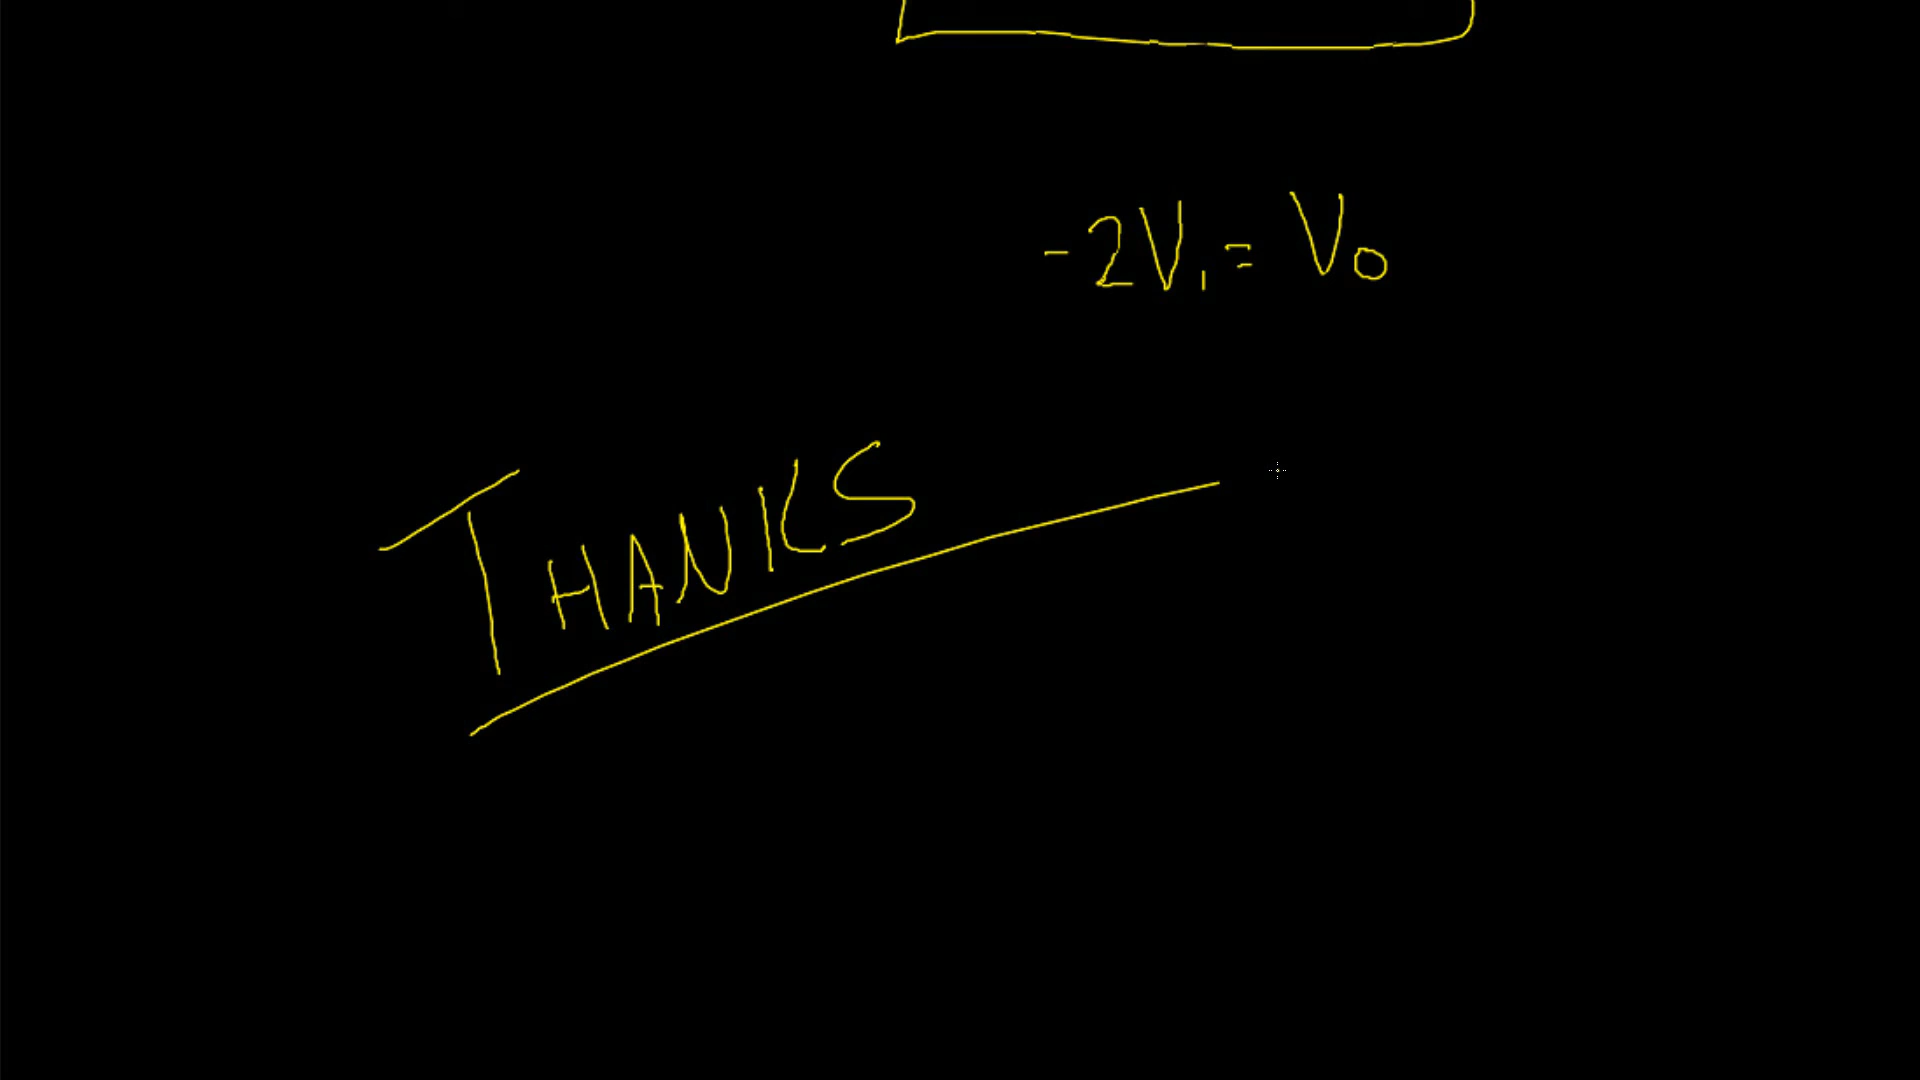 -2V₁ = V₀
THANKS